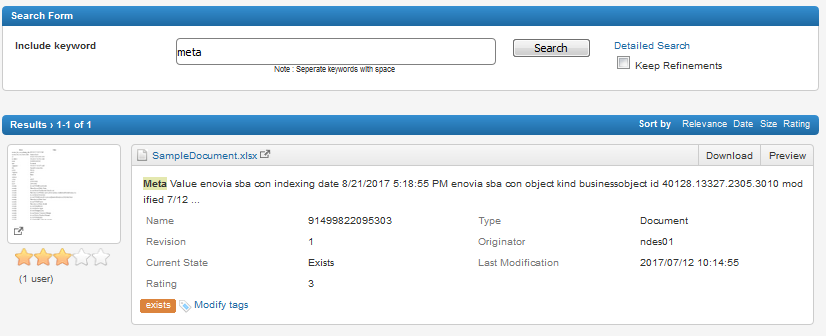 Search Form
Include keyword
meta
Search
Detailed Search
Note : Seperate keywords with space
Keep Refinements
Results › 1-1 of 1
Sort by Relevance Date Size Rating
SampleDocument.xlsx
Download
Preview
Meta Value enovia sba con indexing date 8/21/2017 5:18:55 PM enovia sba con object kind businessobject id 40128.13327.2305.3010 mod
ified 7/12 ...
Name 91499822095303 Type Document
Revision 1 Originator ndes01
Current State Exists Last Modification 2017/07/12 10:14:55
Rating 3
(1 user)
exists Modify tags